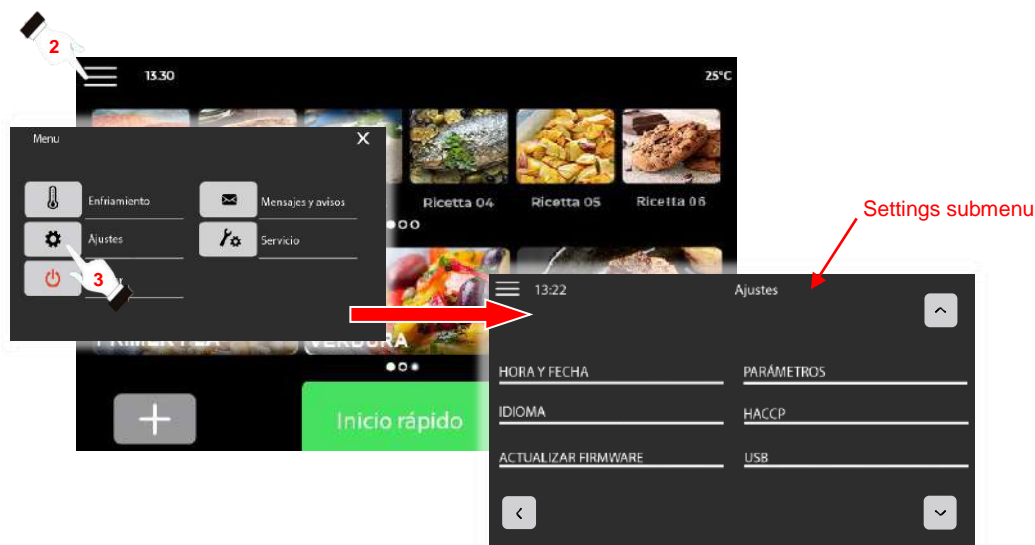 2
13.30
25°C
Menu
X
Enfriamiento
Mensajes y avisos
Ajustes
Servicio
3
Ricetta 04
Ricetta 05
Ricetta 06
VERDURA
Inicio rápido
Settings submenu
13:22
Ajustes
HORA Y FECHA
PARÁMETROS
IDIOMA
HACCP
ACTUALIZAR FIRMWARE
USB